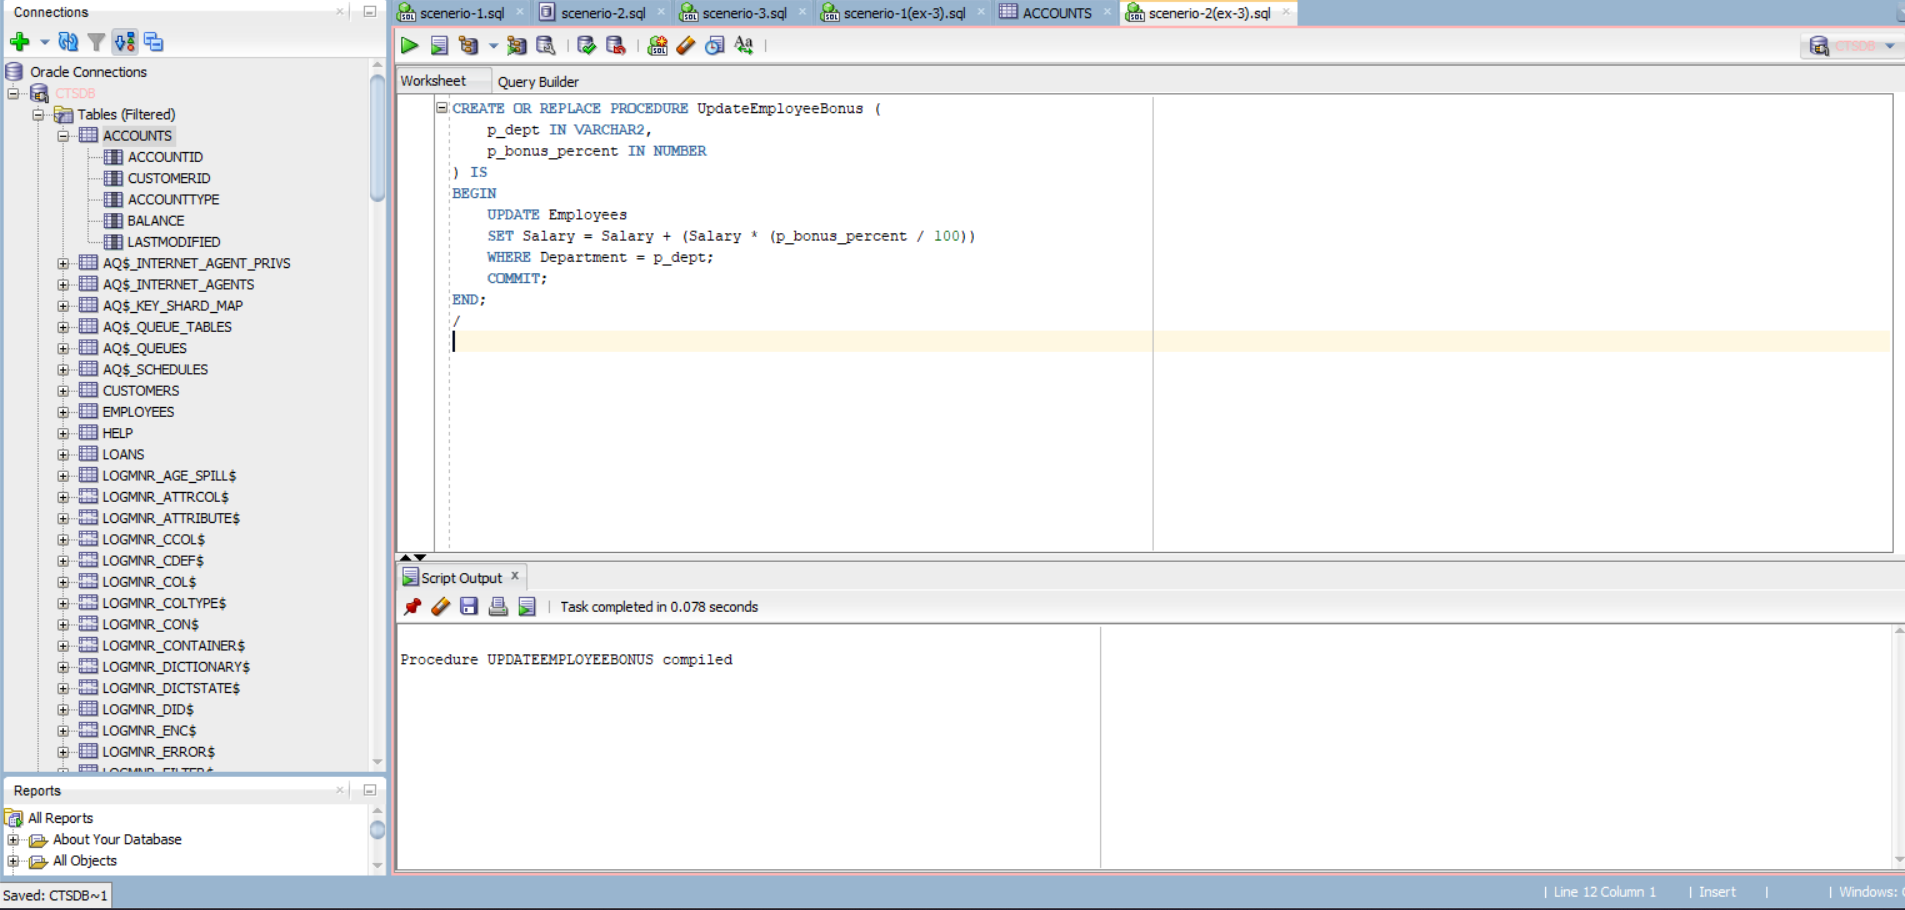 Connections
Oracle Connections
CTSDB
Tables (Filtered)
ACCOUNTS
ACCOUNTID
CUSTOMERID
ACCOUNTTYPE
BALANCE
LASTMODIFIED
AQ$_INTERNET_AGENT_PRIVS
AQ$_INTERNET_AGENTS
AQ$_KEY_SHARD_MAP
AQ$_QUEUE_TABLES
AQ$_QUEUES
AQ$_SCHEDULES
CUSTOMERS
EMPLOYEES
HELP
LOANS
LOGMNR_AGE_SPILL$
LOGMNR_ATTRCOL$
LOGMNR_ATTRIBUTE$
LOGMNR_CCOL$
LOGMNR_CDEF$
LOGMNR_COL$
LOGMNR_COLTYPE$
LOGMNR_CON$
LOGMNR_CONTAINER$
LOGMNR_DICTIONARY$
LOGMNR_DICTSTATE$
LOGMNR_DID$
LOGMNR_ENC$
LOGMNR_ERROR$
Reports
All Reports
About Your Database
All Objects
Saved: CTSDB~1
scenerio-1.sql
scenerio-2.sql
scenerio-3.sql
scenerio-1(ex-3).sql
ACCOUNTS
scenerio-2(ex-3).sql
CTSDB
Worksheet
Query Builder
CREATE OR REPLACE PROCEDURE UpdateEmployeeBonus (
p_dept IN VARCHAR2,
p_bonus_percent IN NUMBER
) IS
BEGIN
UPDATE Employees
SET Salary = Salary + (Salary * (p_bonus_percent / 100))
WHERE Department = p_dept;
COMMIT;
END;
/
Script Output
Task completed in 0.078 seconds
Procedure UPDATEEMPLOYEEBONUS compiled
| Line 12 Column 1 | Insert | | Windows: